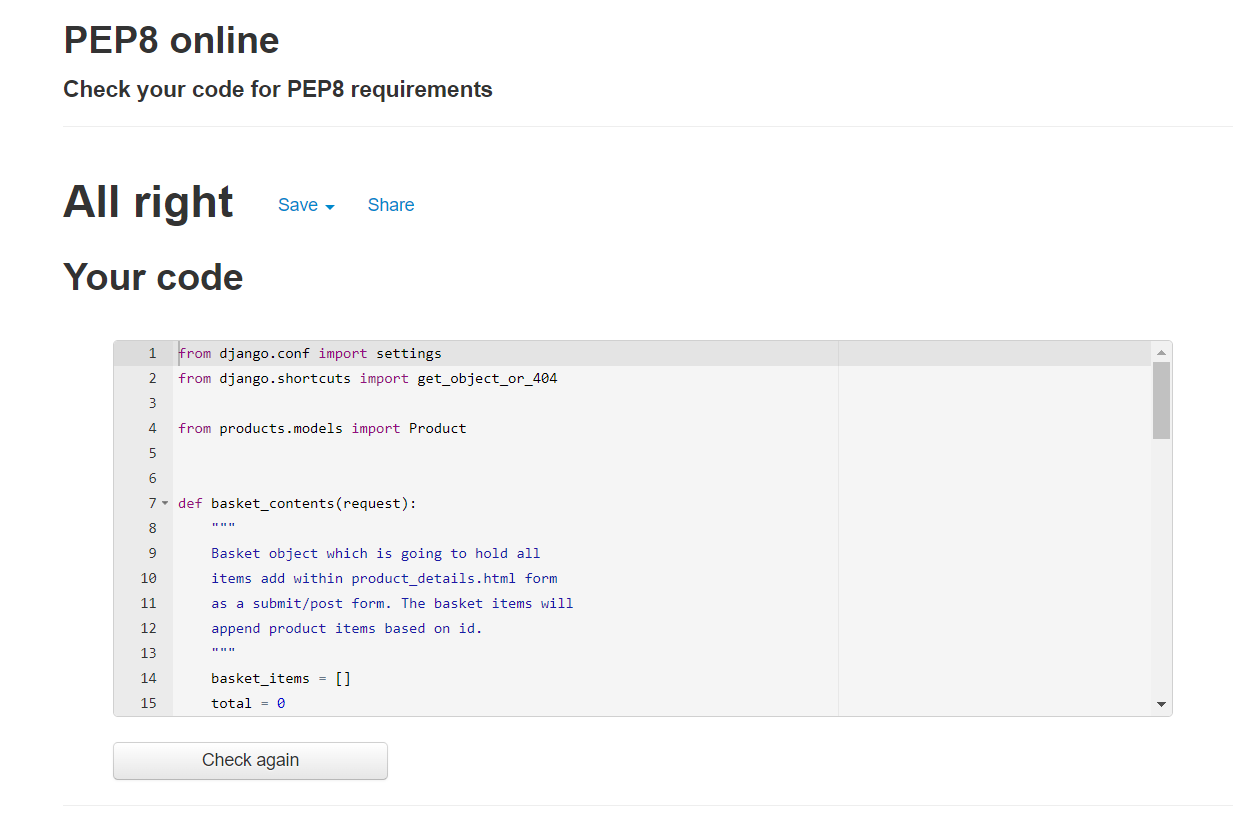 PEP8 online
Check your code for PEP8 requirements
All right Save Share
Your code
1 from django.conf import settings
2 from django.shortcuts import get_object_or_404
3
4 from products.models import Product
5
6
7 def basket_contents(request):
8 """
9 Basket object which is going to hold all
10 items add within product_details.html form
11 as a submit/post form. The basket items will
12 append product items based on id.
13 """
14 basket_items = []
15 total = 0
Check again